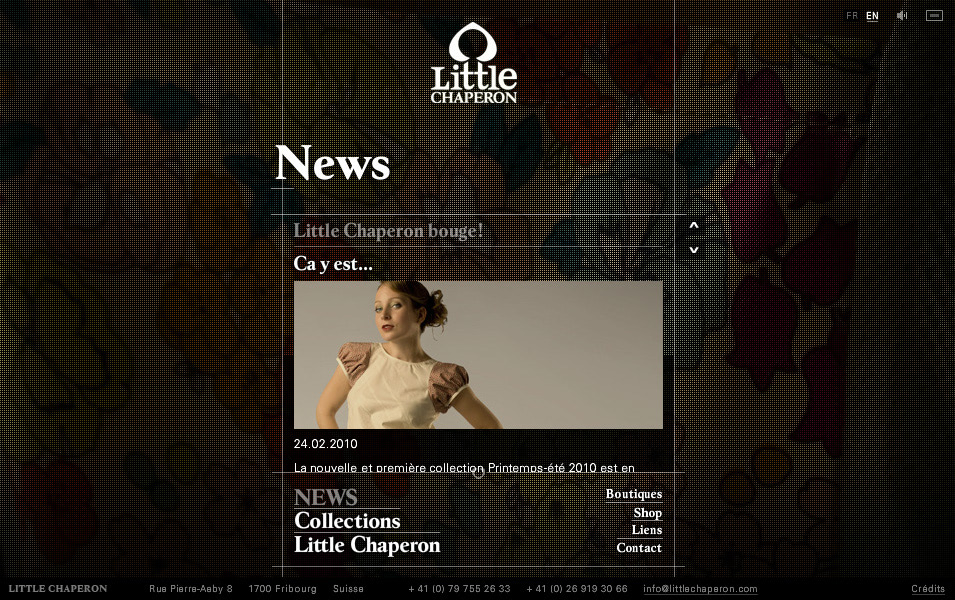 FR EN
Little
CHAPERON
News
Little Chaperon bouge!
Ca y est...
24.02.2010
La nouvelle et première collection Printemps-été 2010 est en
NEWS
Collections
Little Chaperon
Boutiques
Shop
Liens
Contact
LITTLE CHAPERON Rue Pierre-Aeby 8 1700 Fribourg Suisse + 41 (0) 79 755 26 33 + 41 (0) 26 919 30 66 info@littlechaperon.com Crédits